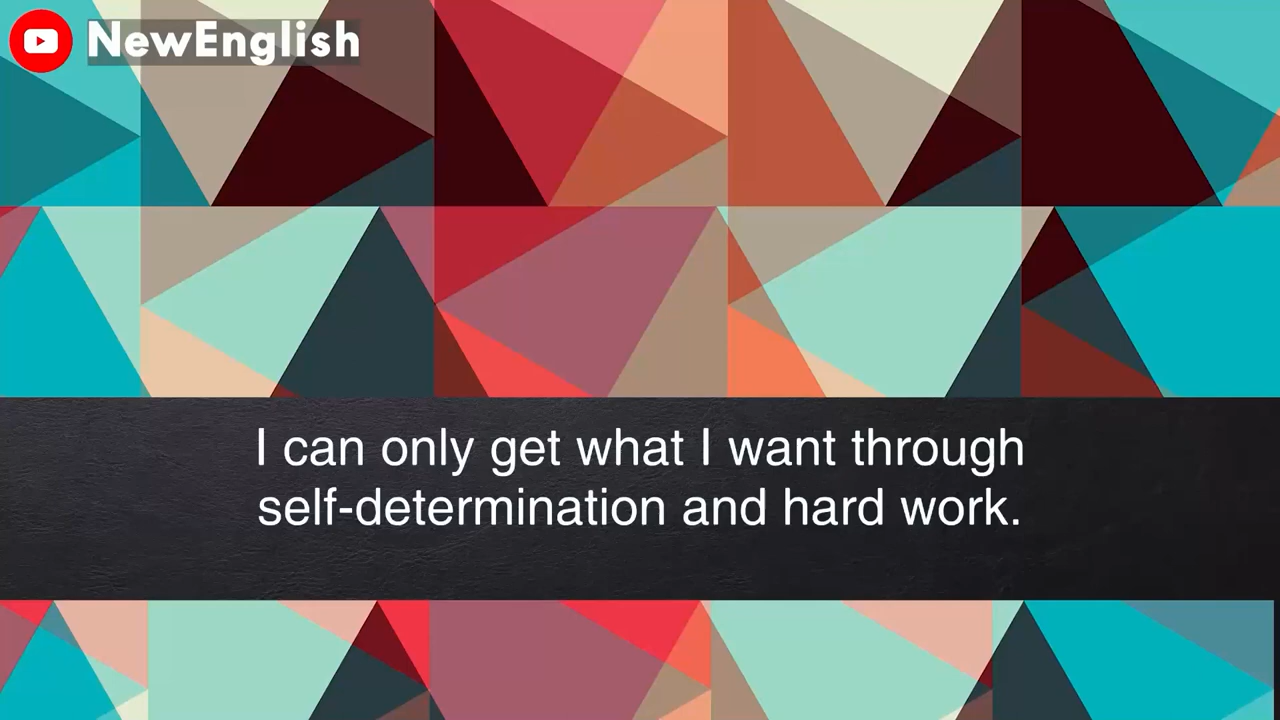 NewEnglish
I can only get what I want through
self-determination and hard work.